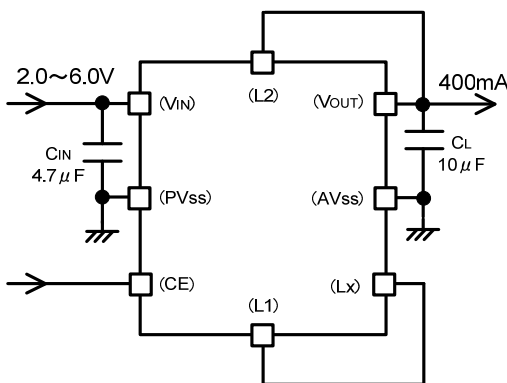 2.0～6.0V
(VIN)
CIN
4.7μF
(PVss)
(CE)
(L2)
(VOUT)
400mA
CL
10μF
(AVss)
(Lx)
(L1)